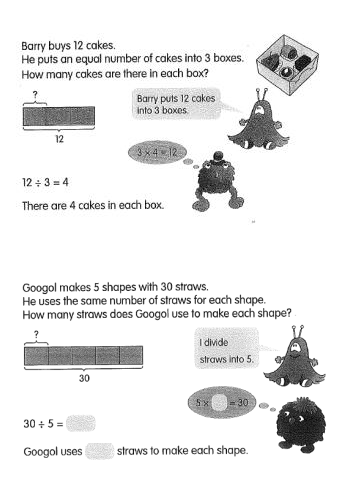 Barry buys 12 cakes.
He puts an equal number of cakes into 3 boxes.
How many cakes are there in each box?
?
12
Barry puts 12 cakes
into 3 boxes.
3 x 4 = 12
12 ÷ 3 = 4
There are 4 cakes in each box.
Googol makes 5 shapes with 30 straws.
He uses the same number of straws for each shape.
How many straws does Googol use to make each shape?
?
30
I divide
straws into 5.
5 x = 30
30 ÷ 5 =
Googol uses straws to make each shape.